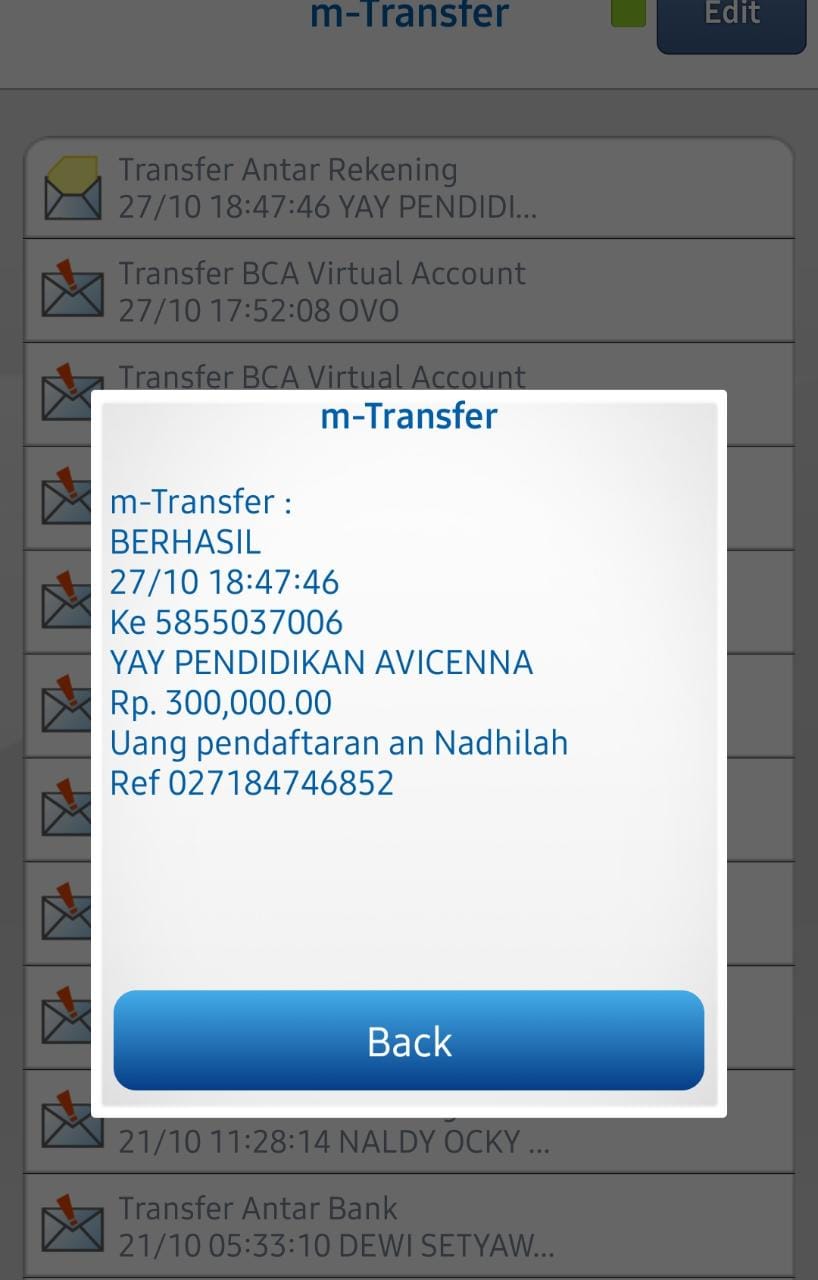 m-Transfer
Edit
Transfer Antar Rekening
27/10 18:47:46 YAY PENDIDI...
Transfer BCA Virtual Account
27/10 17:52:08 OVO
Transfer BCA Virtual Account
m-Transfer
m-Transfer :
BERHASIL
27/10 18:47:46
Ke 5855037006
YAY PENDIDIKAN AVICENNA
Rp. 300,000.00
Uang pendaftaran an Nadhilah
Ref 027184746852
Back
21/10 11:28:14 NALDY OCKY ...
Transfer Antar Bank
21/10 05:33:10 DEWI SETYAW...